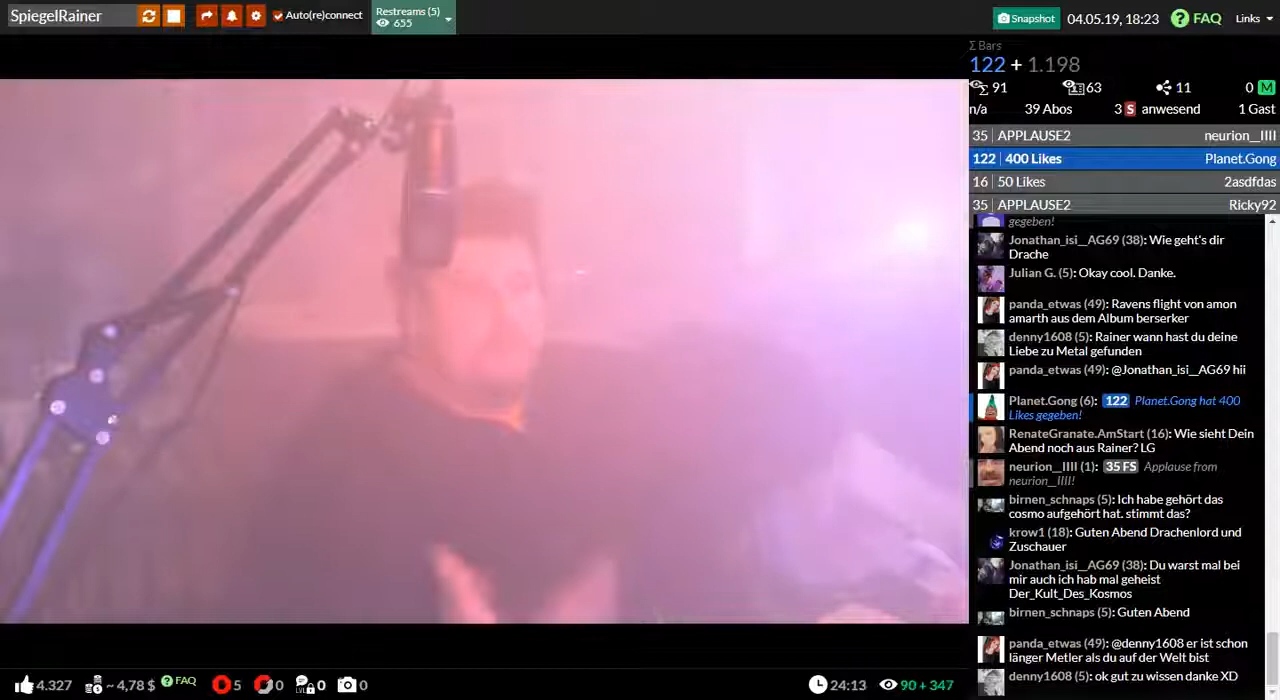 SpiegelRainer
Auto(re)connect
Restreams (5)
655
Snapshot
04.05.19, 18:23
FAQ
Links
Σ Bars
122 + 1.198
91
63
11
0 M
n/a
39 Abos
3 S anwesend
1 Gast
35 | APPLAUSE2 neurion__IIII
122 | 400 Likes Planet.Gong
16 | 50 Likes 2asdfdas
35 | APPLAUSE2 Ricky92
gegeben!
Jonathan_isi__AG69 (38): Wie geht's dir
Drache
Julian G. (5): Okay cool. Danke.
panda_etwas (49): Ravens flight von amon
amarth aus dem Album berserker
denny1608 (5): Rainer wann hast du deine
Liebe zu Metal gefunden
panda_etwas (49): @Jonathan_isi__AG69 hii
Planet.Gong (6): 122 Planet.Gong hat 400
Likes gegeben!
RenateGranate.AmStart (16): Wie sieht Dein
Abend noch aus Rainer? LG
neurion__IIII (1): 35 FS Applause from
neurion__IIII!
birnen_schnaps (5): Ich habe gehört das
cosmo aufgehört hat. stimmt das?
krow1 (18): Guten Abend Drachenlord und
Zuschauer
Jonathan_isi__AG69 (38): Du warst mal bei
mir auch ich hab mal geheist
Der_Kult_Des_Kosmos
birnen_schnaps (5): Guten Abend
panda_etwas (49): @denny1608 er ist schon
länger Metler als du auf der Welt bist
denny1608 (5): ok gut zu wissen danke XD
4.327
~ 4,78 $
FAQ
5
0
LVL
0
0
24:13
90 + 347